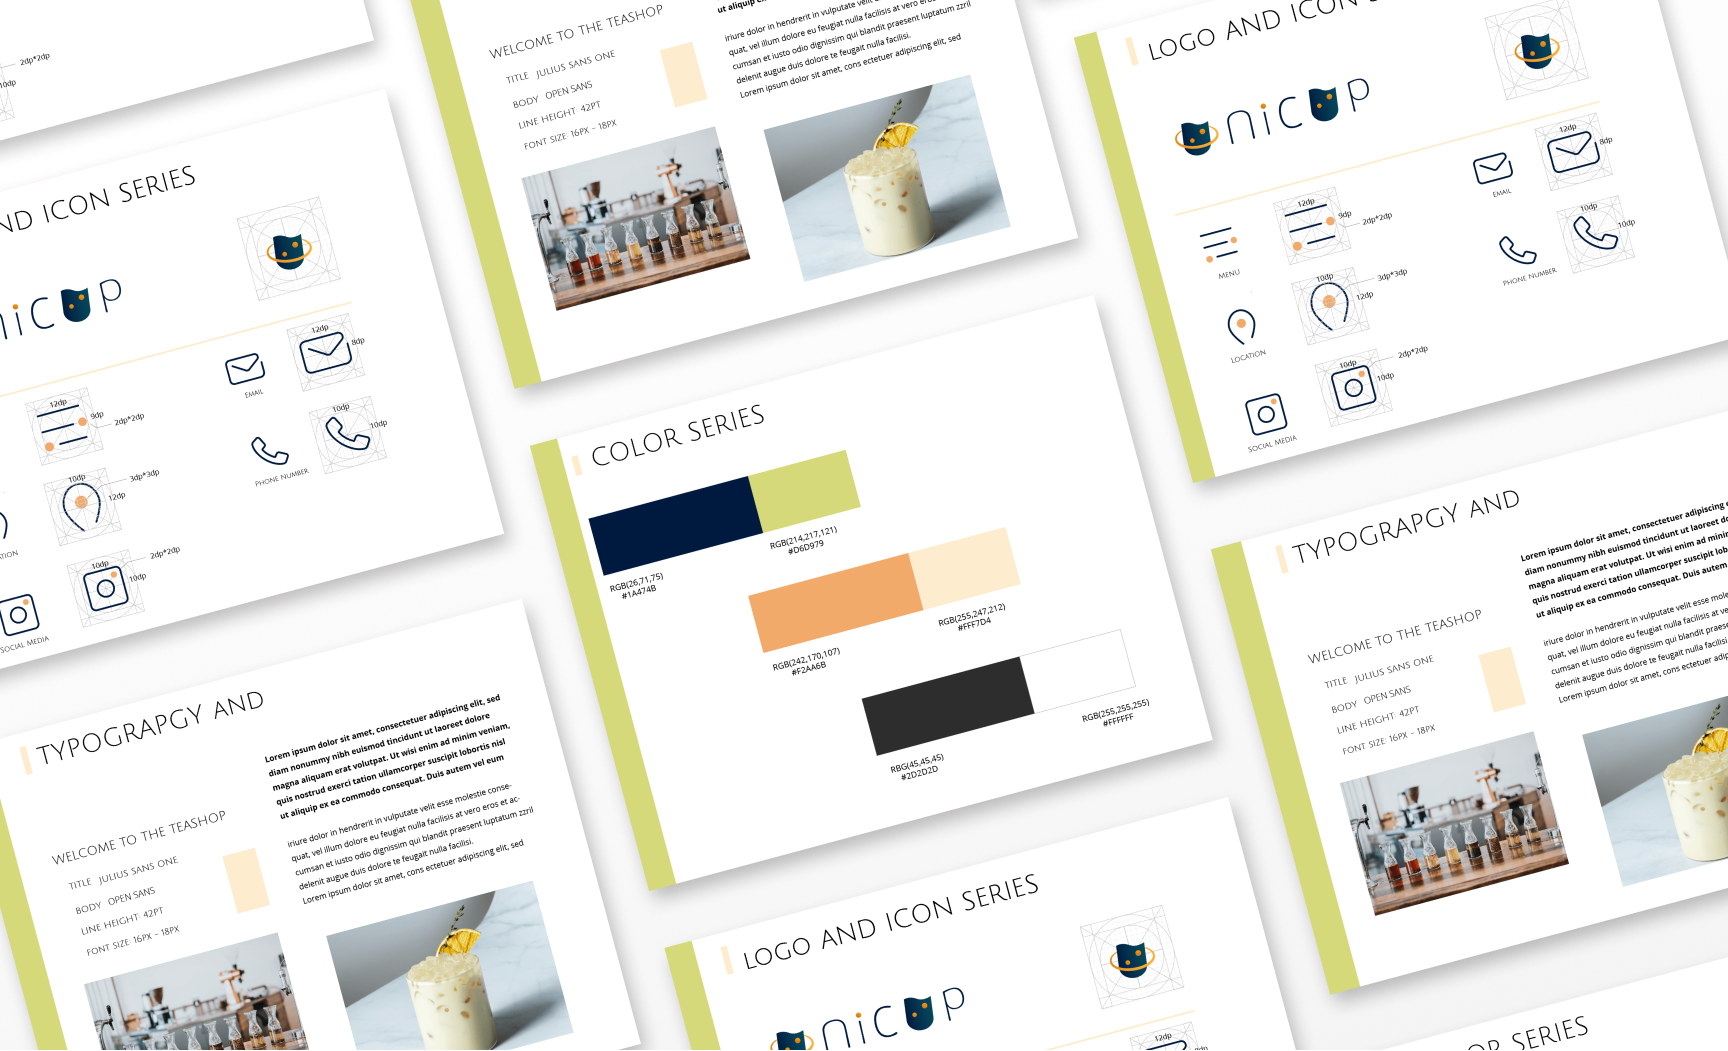 2dp*2dp
10dp
ND ICON SERIES
nicup
12dp
8dp
EMAIL
12dp
9dp
2dp*2dp
10dp
10dp
PHONE NUMBER
10dp
3dp*3dp
12dp
10dp
2dp*2dp
10dp
SOCIAL MEDIA
WELCOME TO THE TEASHOP
TITLE JULIUS SANS ONE
BODY OPEN SANS
LINE HEIGHT: 42PT
FONT SIZE: 16PX - 18PX
ut aliquip
iriure dolor in hendrerit in vulputate velit
quat, vel illum dolore eu feugiat nulla facilisis at vero eros
cumsan et iusto odio dignissim qui blandit praesent luptatum zzril
delenit augue duis dolore te feugait nulla facilisi.
Lorem ipsum dolor sit amet, cons ectetuer adipiscing elit, sed
LOGO AND ICON
nicup
12dp
8dp
EMAIL
12dp
9dp
2dp*2dp
MENU
10dp
10dp
PHONE NUMBER
10dp
3dp*3dp
12dp
LOCATION
10dp
2dp*2dp
10dp
SOCIAL MEDIA
COLOR SERIES
RGB(214,217,121)
#D6D979
RGB(26,71,75)
#1A474B
RGB(255,247,212)
#FFF7D4
RGB(242,170,107)
#F2AA6B
RGB(255,255,255)
#FFFFFF
RBG(45,45,45)
#2D2D2D
TYPOGRAPGY AND
Lorem ipsum dolor sit amet, consectetuer adipiscing elit, sed
diam nonummy nibh euismod tincidunt ut laoreet dolore
magna aliquam erat volutpat. Ut wisi enim ad minim veniam,
quis nostrud exerci tation ullamcorper suscipit lobortis nisl
ut aliquip ex ea commodo consequat. Duis autem vel eum
WELCOME TO THE TEASHOP
TITLE JULIUS SANS ONE
BODY OPEN SANS
LINE HEIGHT: 42PT
FONT SIZE: 16PX - 18PX
iriure dolor in hendrerit in vulputate velit esse molestie conse-
quat, vel illum dolore eu feugiat nulla facilisis at vero eros et ac-
cumsan et iusto odio dignissim qui blandit praesent luptatum zzril
delenit augue duis dolore te feugait nulla facilisi.
Lorem ipsum dolor sit amet, cons ectetuer adipiscing elit, sed
TYPOGRAPGY AND
Lorem ipsum dolor sit amet, consectetuer adipiscing
diam nonummy nibh euismod tincidunt ut laoreet
magna aliquam erat volutpat. Ut wisi enim ad
quis nostrud exerci tation ullamcorper suscipit
ut aliquip ex ea commodo consequat. Duis autem
WELCOME TO THE TEASHOP
TITLE JULIUS SANS ONE
BODY OPEN SANS
LINE HEIGHT: 42PT
FONT SIZE: 16PX - 18PX
iriure dolor in hendrerit in vulputate velit esse
quat, vel illum dolore eu feugiat nulla facilisis at
cumsan et iusto odio dignissim qui blandit praesent
delenit augue duis dolore te feugait nulla facilisi
Lorem ipsum dolor sit amet, cons ectetuer
LOGO AND ICON SERIES
nicup
12dp
OR SERIES